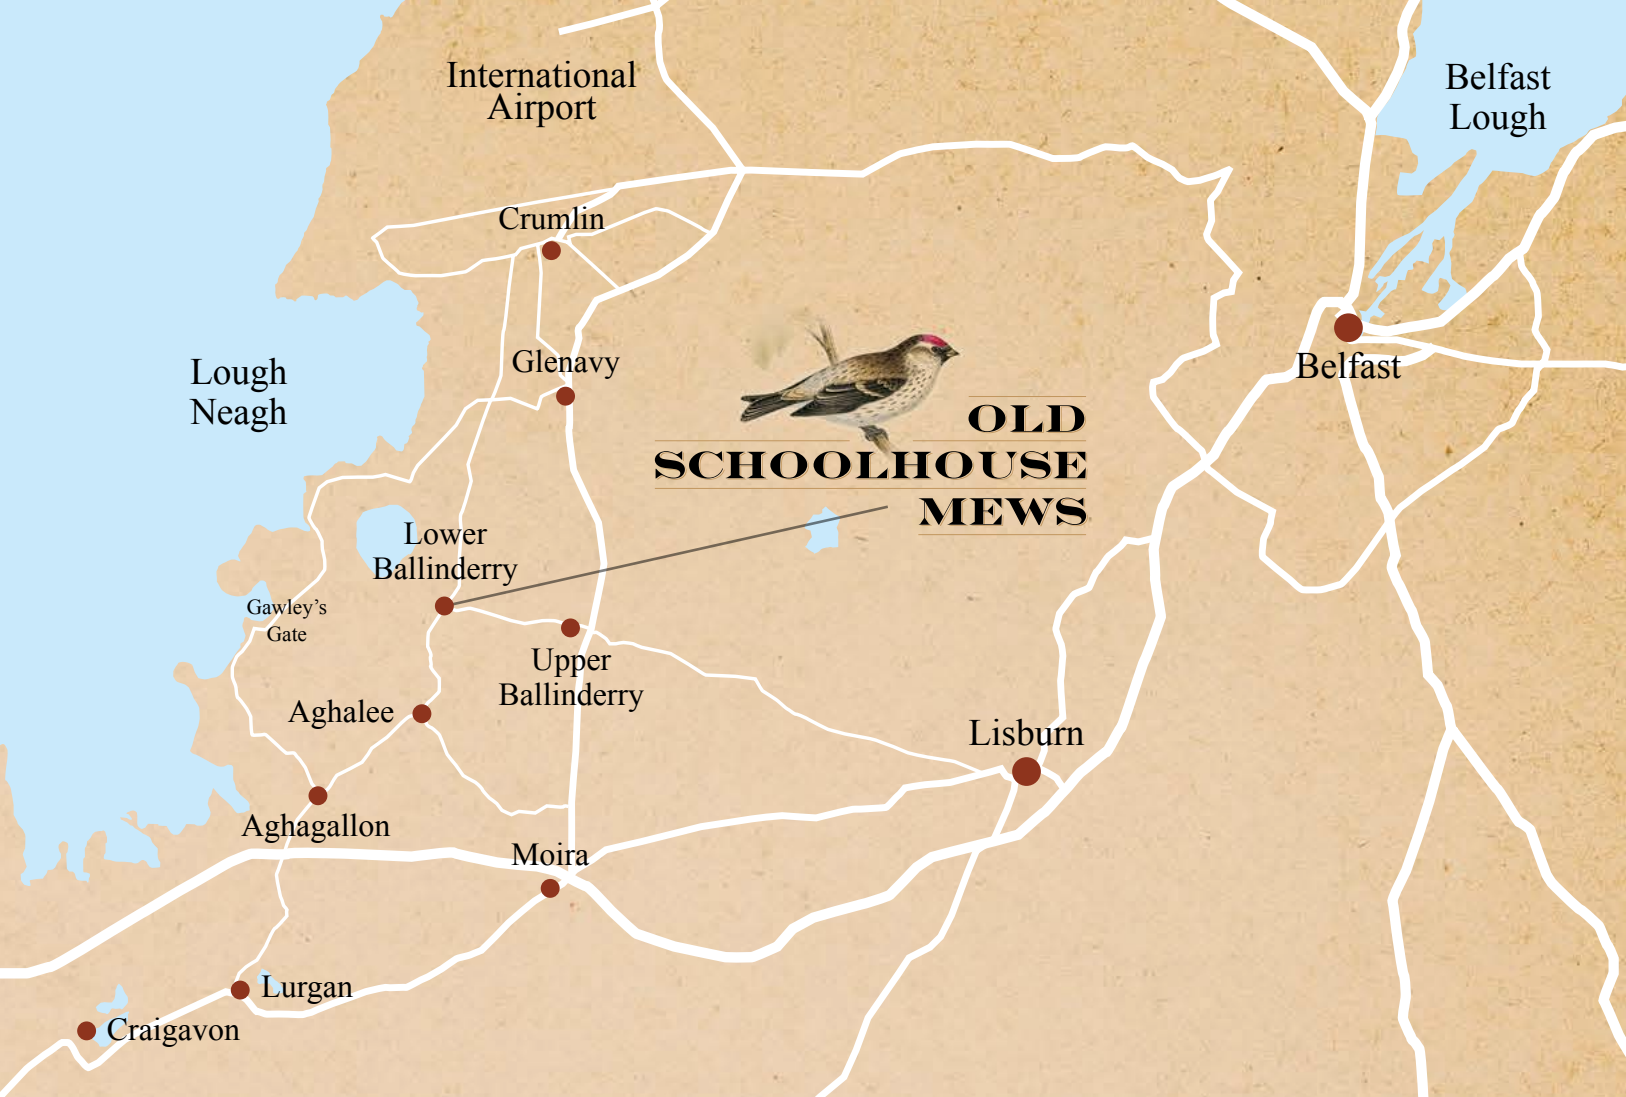 International
Airport
Belfast
Lough
Crumlin
Glenavy
Lough
Neagh
Belfast
OLD
SCHOOLHOUSE
MEWS
Lower
Ballinderry
Gawley’s
Gate
Upper
Ballinderry
Aghalee
Lisburn
Aghagallon
Moira
Lurgan
Craigavon